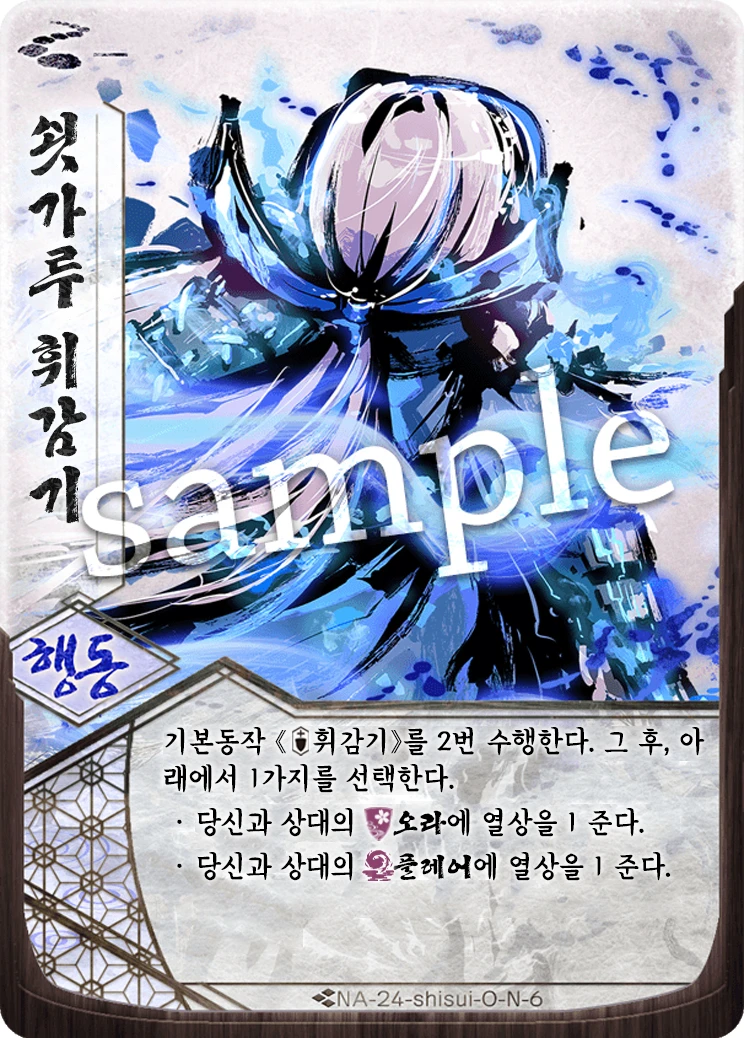 쇳가루 휘감기
sample
행동
기본동작 《휘감기》를 2번 수행한다. 그 후, 아
래에서 1가지를 선택한다.
· 당신과 상대의 오라에 열상을 1 준다.
· 당신과 상대의 플레어에 열상을 1 준다.
NA-24-shisui-O-N-6